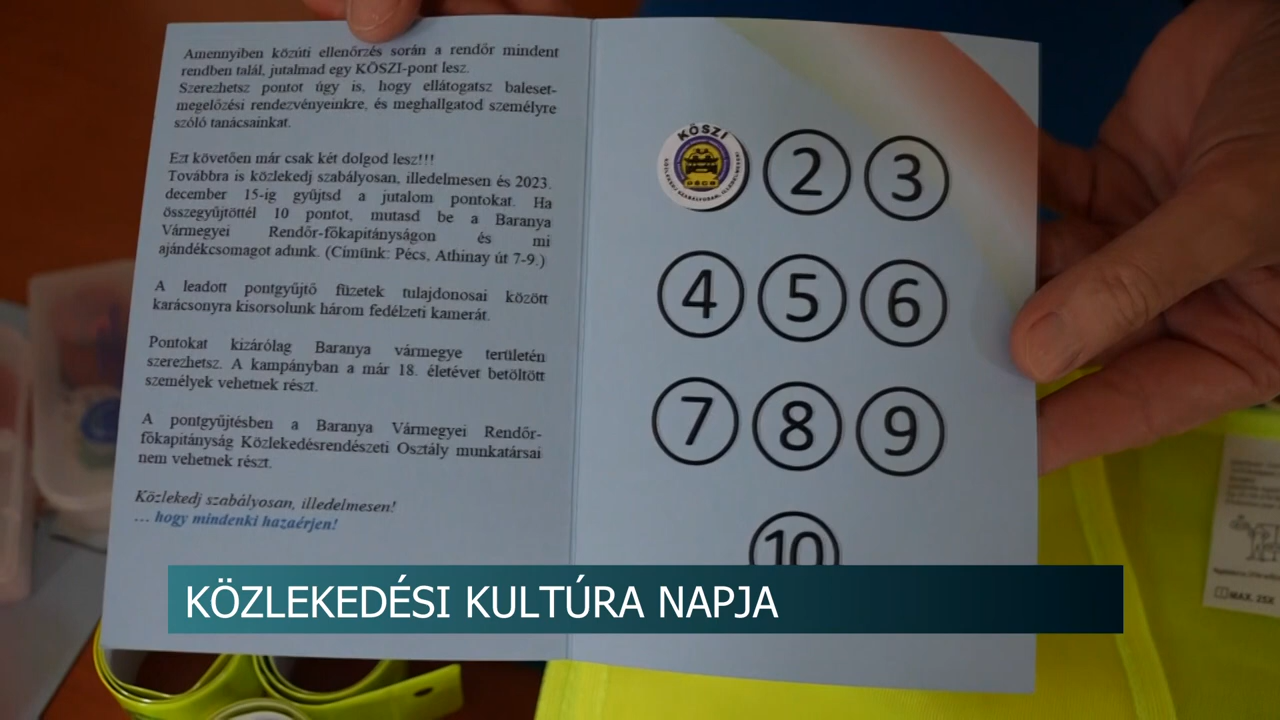 Amennyiben közúti ellenőrzés során a rendőr mindent
rendben talál, jutalmad egy KÖSZI-pont lesz.
Szerezhetsz pontot úgy is, hogy ellátogatsz baleset-
megelőzési rendezvényeinkre, és meghallgatod személyre
szóló tanácsainkat.
Ezt követően már csak két dolgod lesz!!!
Továbbra is közlekedj szabályosan, illedelmesen és 2023.
december 15-ig gyűjtsd a jutalom pontokat. Ha
összegyűjtöttél 10 pontot, mutasd be a Baranya
Vármegyei Rendőr-főkapitányságon és mi
ajándékcsomagot adunk. (Címünk: Pécs, Athinay út 7-9.)
A leadott pontgyűjtő füzetek tulajdonosai között
karácsonyra kisorsolunk három fedélzeti kamerát.
Pontokat kizárólag Baranya vármegye területén
szerezhetsz. A kampányban a már 18. életévet betöltött
személyek vehetnek részt.
A pontgyűjtésben a Baranya Vármegyei Rendőr-
főkapitányság Közlekedésrendészeti Osztály munkatársai
nem vehetnek részt.
Közlekedj szabályosan, illedelmesen!
… hogy mindenki hazaérjen!
KÖSZI
PÉCS
KÖZLEKEDJ SZABÁLYOSAN, ILLEDELMESEN!
2 3
4 5 6
7 8 9
10
KÖZLEKEDÉSI KULTÚRA NAPJA
MAX. 25X